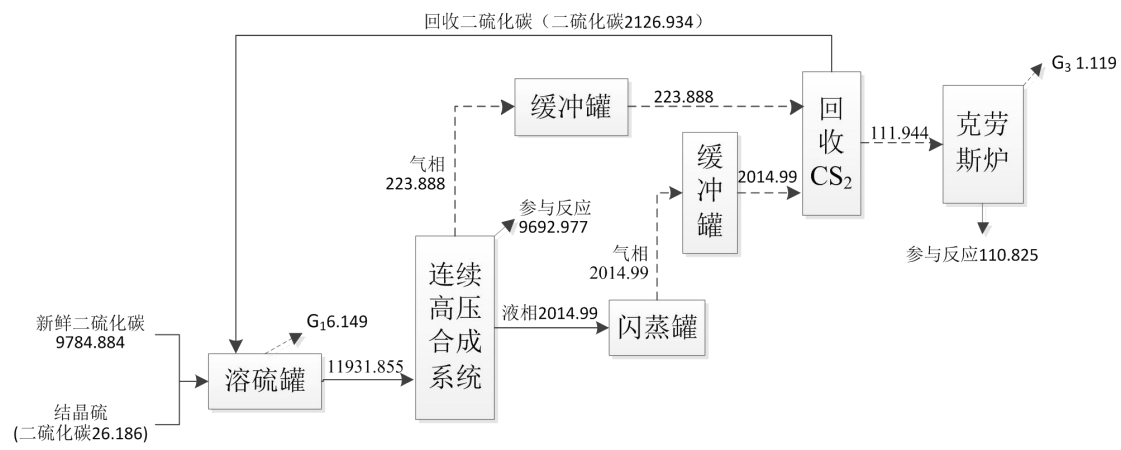 回收二硫化碳（二硫化碳2126.934）
G₃ 1.119
缓冲罐
223.888
回
收
CS₂
111.944
克劳
斯炉
气相
223.888
缓
冲
罐
2014.99
参与反应
9692.977
参与反应110.825
气相
2014.99
连续
高压
合成
系统
液相2014.99
闪蒸罐
新鲜二硫化碳
9784.884
G₁6.149
溶硫罐
11931.855
结晶硫
(二硫化碳26.186)